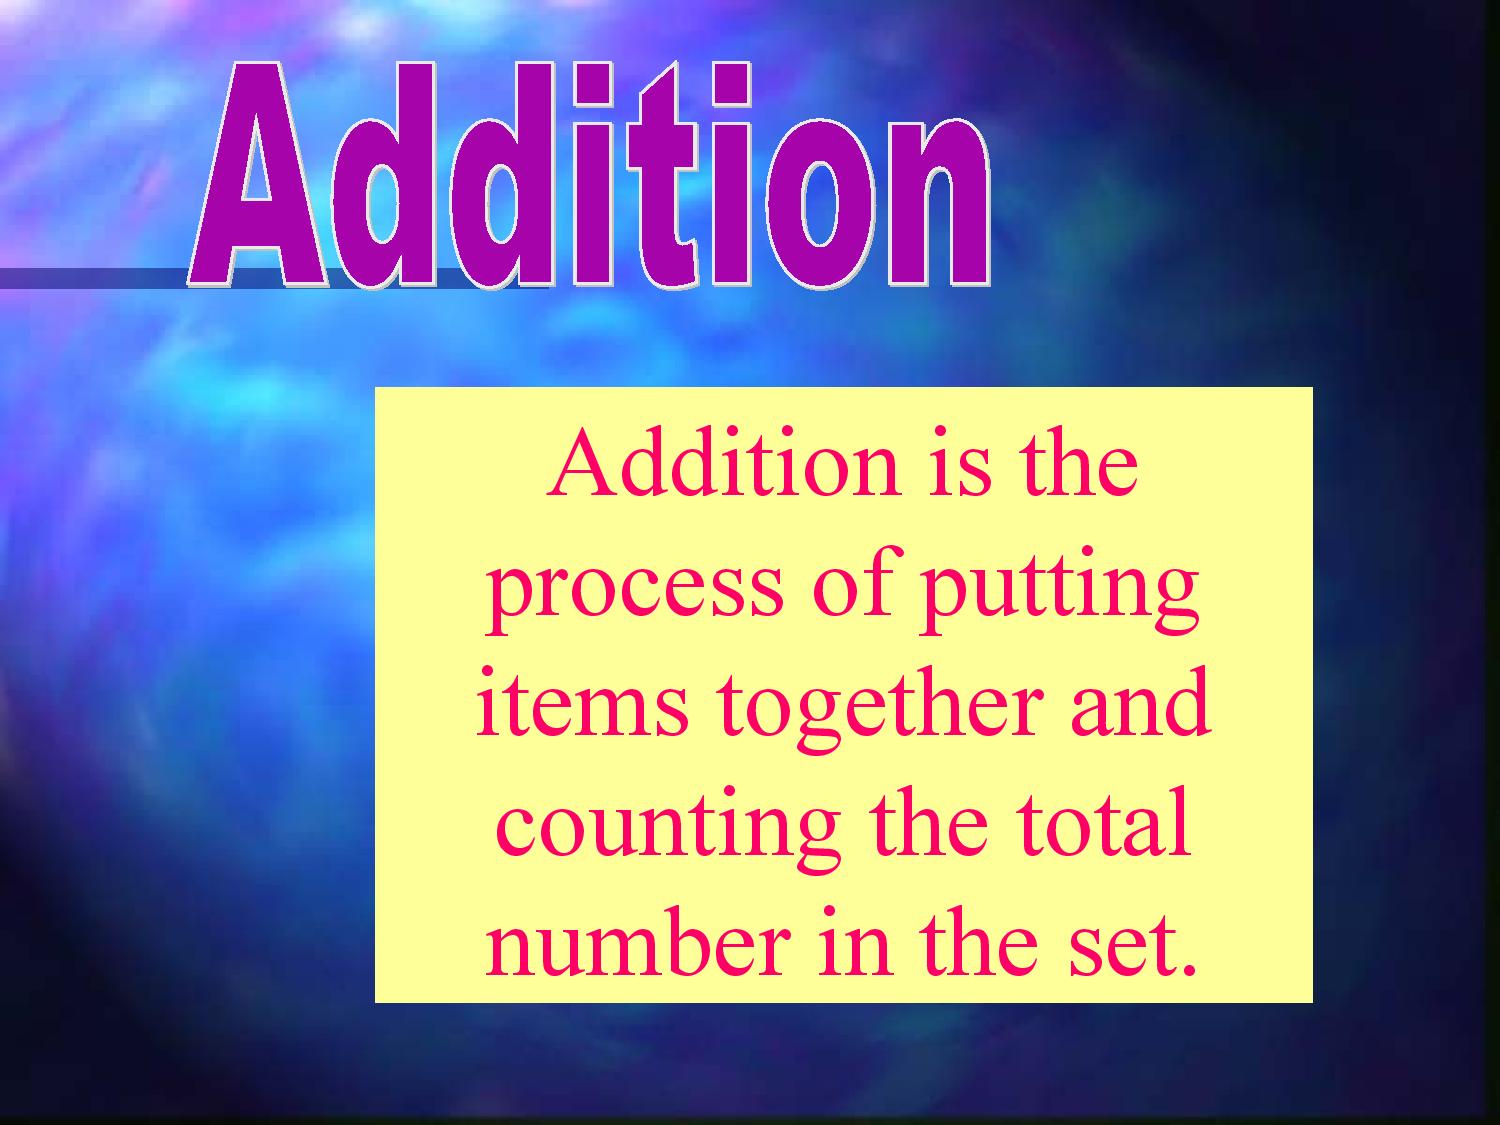 Addition
Addition is the
process of putting
items together and
counting the total
number in the set.